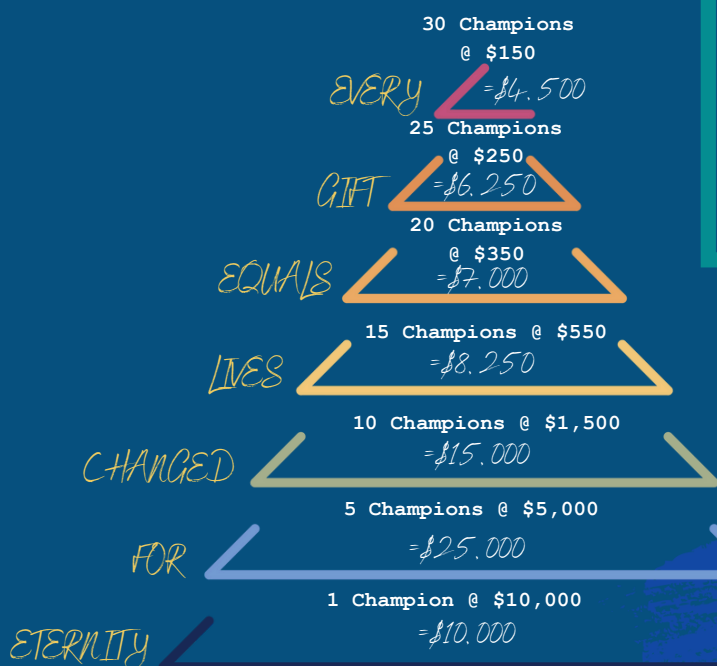 30 Champions
@ $150
EVERY =$4.500
25 Champions
@ $250
GIFT =$6.250
20 Champions
@ $350
EQUALS =$7.000
15 Champions @ $550
LIVES =$8.250
10 Champions @ $1,500
CHANGED =$15.000
5 Champions @ $5,000
FOR =$25.000
1 Champion @ $10,000
ETERNITY =$10.000